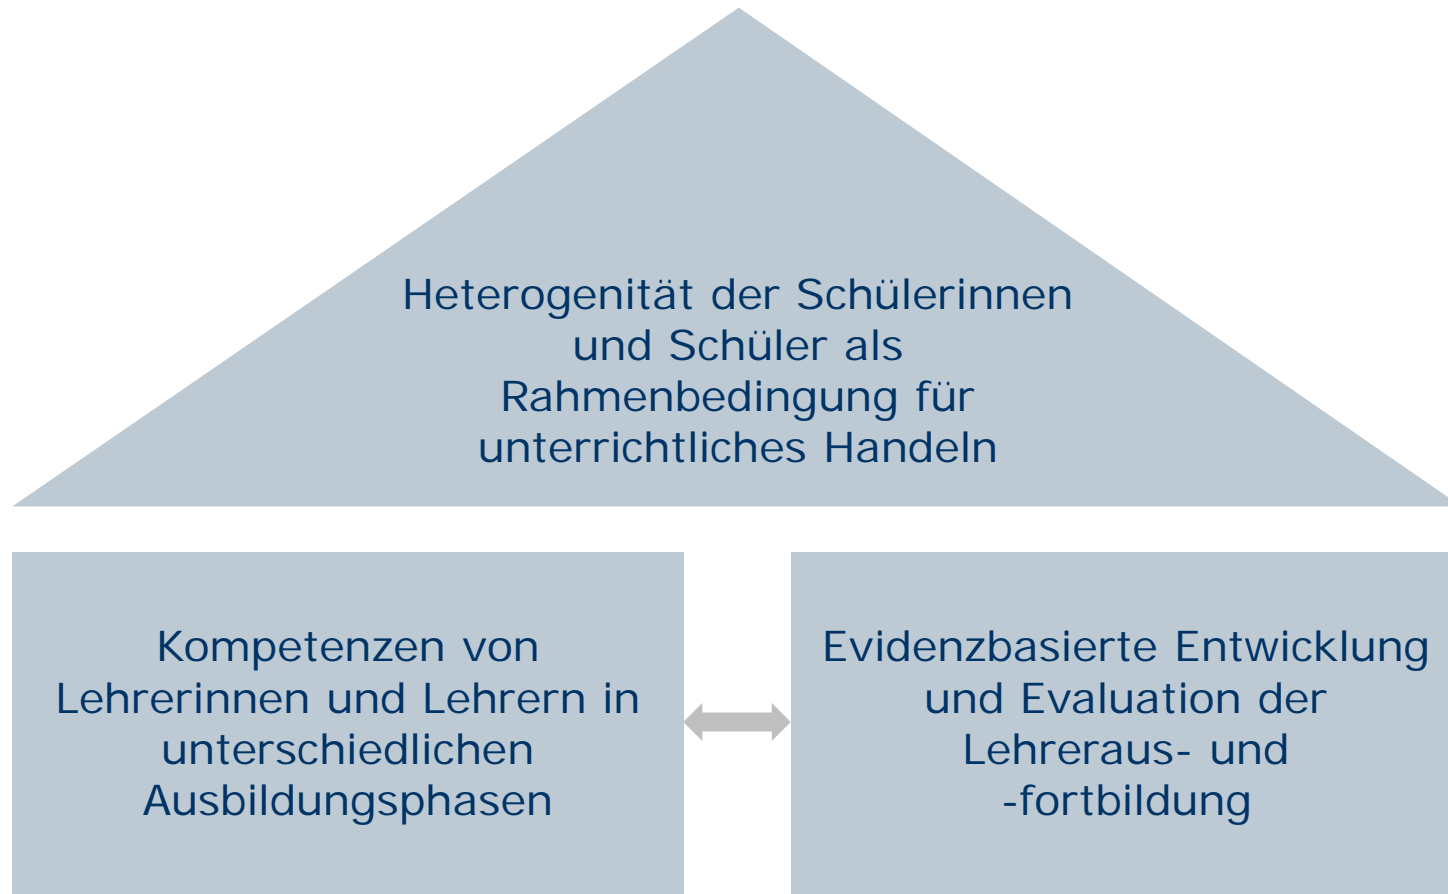 Heterogenität der Schülerinnen
und Schüler als
Rahmenbedingung für
unterrichtliches Handeln
Kompetenzen von
Lehrerinnen und Lehrern in
unterschiedlichen
Ausbildungsphasen
Evidenzbasierte Entwicklung
und Evaluation der
Lehreraus- und
-fortbildung